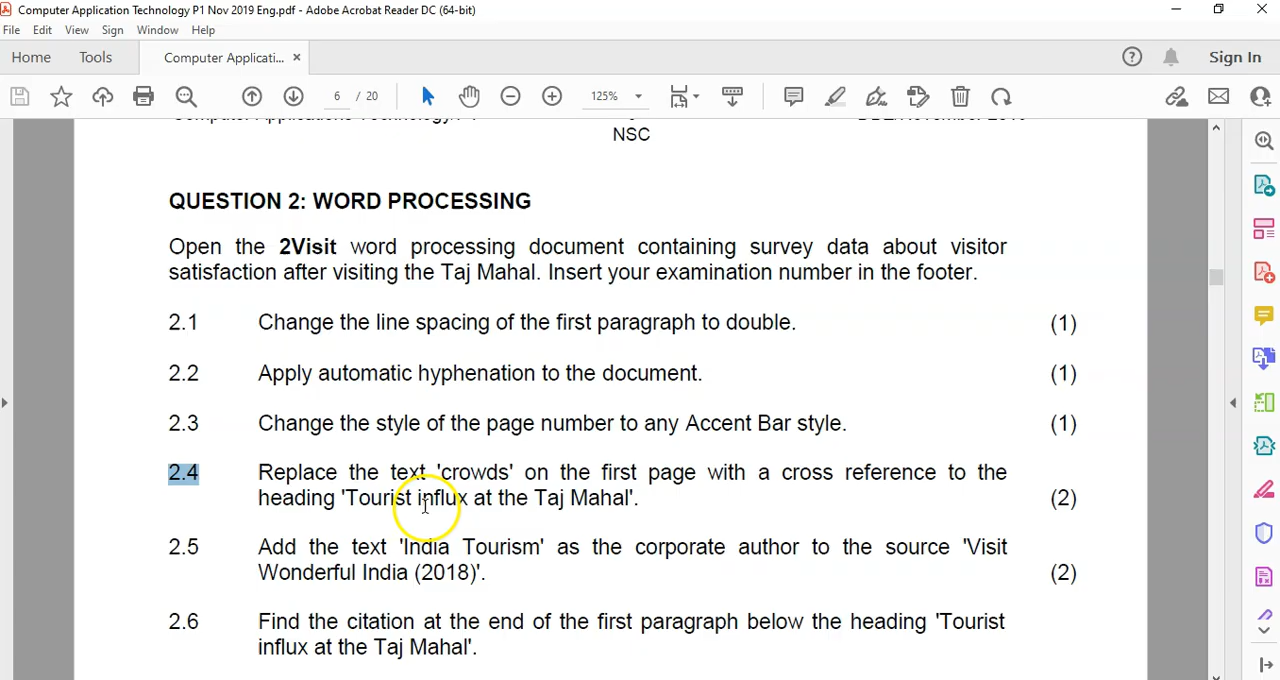 Computer Application Technology P1 Nov 2019 Eng.pdf - Adobe Acrobat Reader DC (64-bit)
File Edit View Sign Window Help
Home Tools Computer Applicati... × Sign In
6 / 20 125%
NSC
QUESTION 2: WORD PROCESSING
Open the 2Visit word processing document containing survey data about visitor
satisfaction after visiting the Taj Mahal. Insert your examination number in the footer.
2.1 Change the line spacing of the first paragraph to double. (1)
2.2 Apply automatic hyphenation to the document. (1)
2.3 Change the style of the page number to any Accent Bar style. (1)
2.4 Replace the text 'crowds' on the first page with a cross reference to the
heading 'Tourist influx at the Taj Mahal'. (2)
2.5 Add the text 'India Tourism' as the corporate author to the source 'Visit
Wonderful India (2018)'. (2)
2.6 Find the citation at the end of the first paragraph below the heading 'Tourist
influx at the Taj Mahal'.